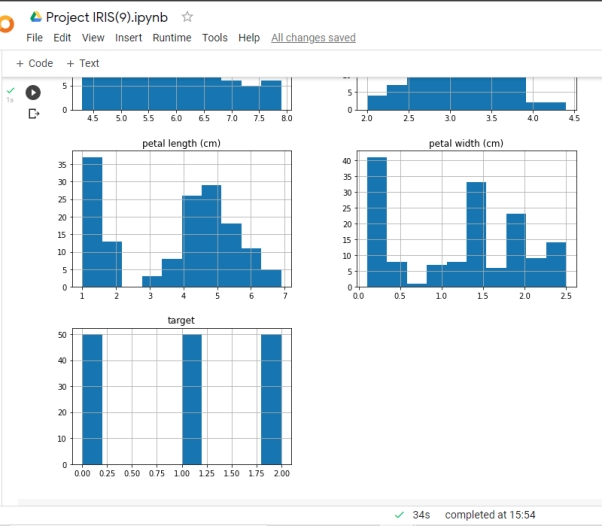 Project IRIS(9).ipynb
File Edit View Insert Runtime Tools Help All changes saved
+ Code + Text
1s
5
0
4.5 5.0 5.5 6.0 6.5 7.0 7.5 8.0
0
2.0 2.5 3.0 3.5 4.0 4.5
petal length (cm)
35
30
25
20
15
10
5
0
1 2 3 4 5 6 7
petal width (cm)
40
35
30
25
20
15
10
5
0
0.0 0.5 1.0 1.5 2.0 2.5
target
50
40
30
20
10
0
0.00 0.25 0.50 0.75 1.00 1.25 1.50 1.75 2.00
34s completed at 15:54